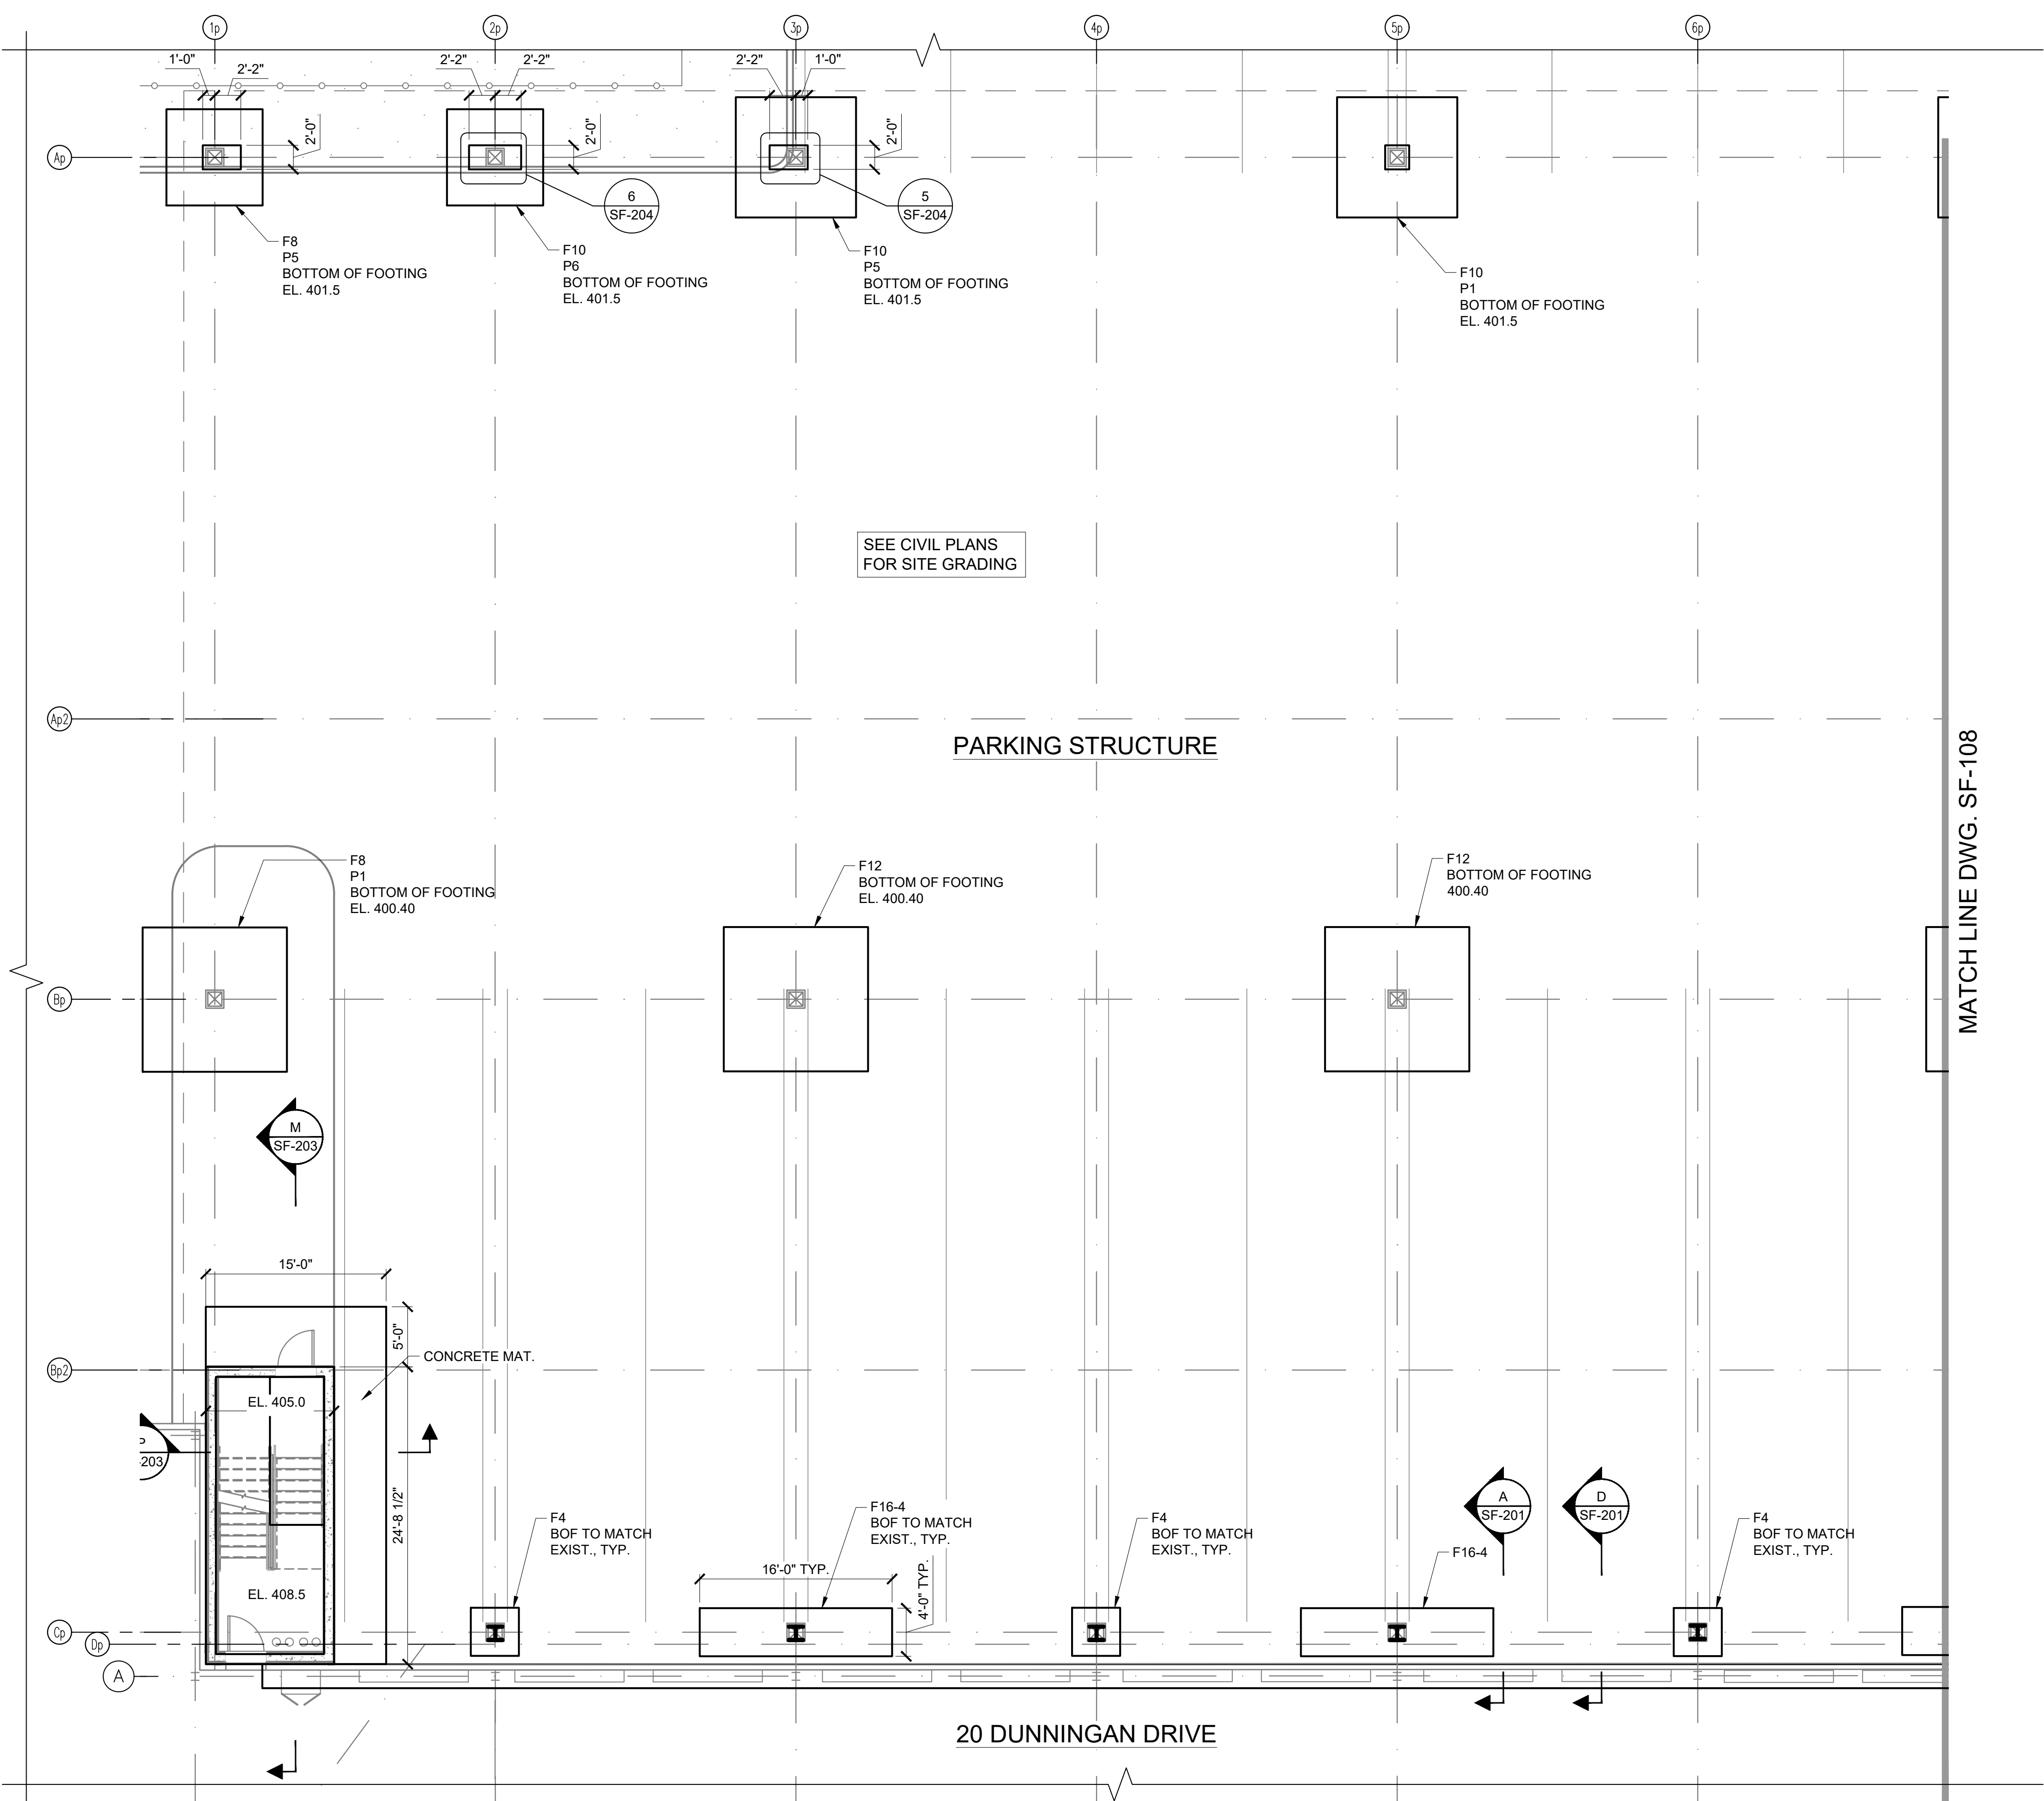 1p
2p
3p
4p
5p
6p
1'-0"
2'-2"
2'-2"
2'-2"
2'-2"
1'-0"
Ap
2'-0"
2'-0"
2'-0"
6
SF-204
5
SF-204
F8
P5
BOTTOM OF FOOTING
EL. 401.5
F10
P6
BOTTOM OF FOOTING
EL. 401.5
F10
P5
BOTTOM OF FOOTING
EL. 401.5
F10
P1
BOTTOM OF FOOTING
EL. 401.5
SEE CIVIL PLANS
FOR SITE GRADING
Ap2
PARKING STRUCTURE
MATCH LINE DWG. SF-108
F8
P1
BOTTOM OF FOOTING
EL. 400.40
F12
BOTTOM OF FOOTING
EL. 400.40
F12
BOTTOM OF FOOTING
400.40
Bp
M
SF-203
15'-0"
5'-0"
CONCRETE MAT.
Bp2
EL. 405.0
203
24'-8 1/2"
EL. 408.5
F4
BOF TO MATCH
EXIST., TYP.
F16-4
BOF TO MATCH
EXIST., TYP.
16'-0" TYP.
4'-0" TYP.
F4
BOF TO MATCH
EXIST., TYP.
F16-4
A
SF-201
D
SF-201
F4
BOF TO MATCH
EXIST., TYP.
Cp
Dp
A
20 DUNNINGAN DRIVE